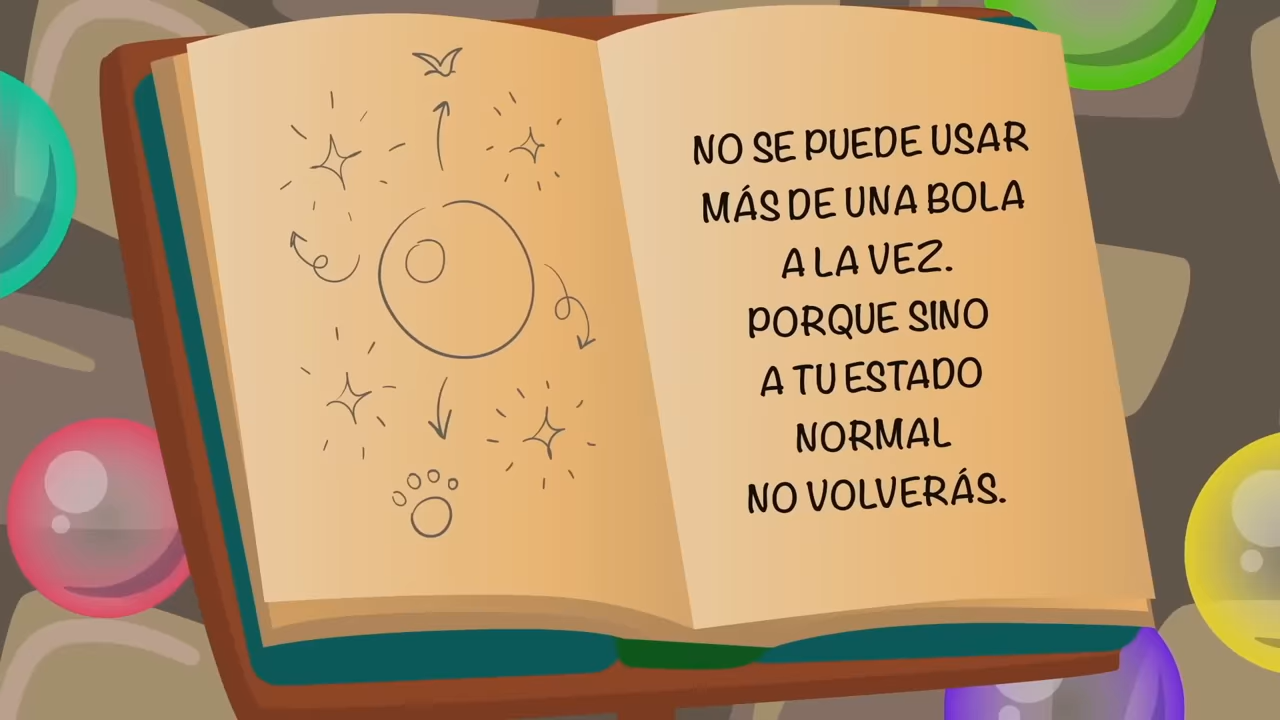 NO SE PUEDE USAR
MÁS DE UNA BOLA
A LA VEZ.
PORQUE SINO
A TU ESTADO
NORMAL
NO VOLVERÁS.